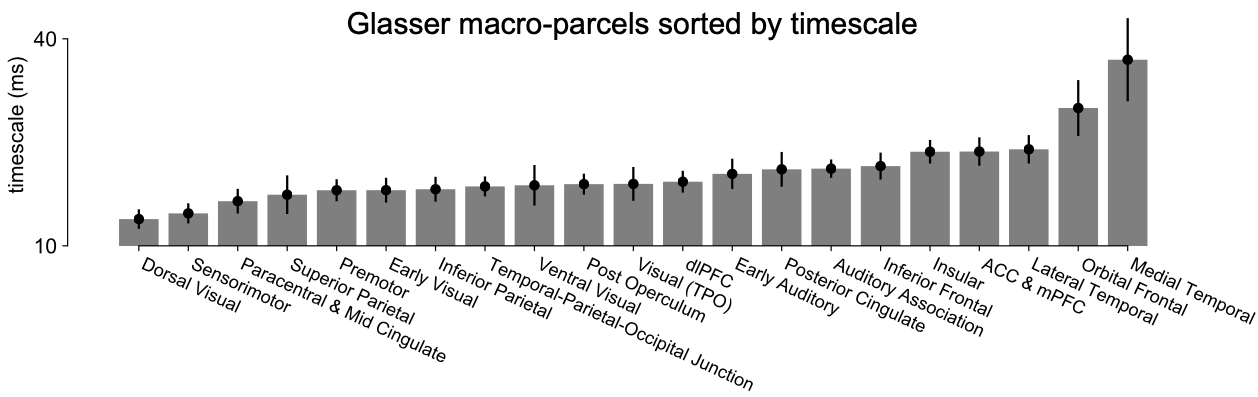 Glasser macro-parcels sorted by timescale
40
timescale (ms)
10
Dorsal Visual
Sensorimotor
Paracentral & Mid Cingulate
Superior Parietal
Premotor
Early Visual
Inferior Parietal
Temporal-Parietal-Occipital Junction
Ventral Visual
Post Operculum
Visual (TPO)
dlPFC
Early Auditory
Posterior Cingulate
Auditory Association
Inferior Frontal
Insular
ACC & mPFC
Lateral Temporal
Orbital Frontal
Medial Temporal